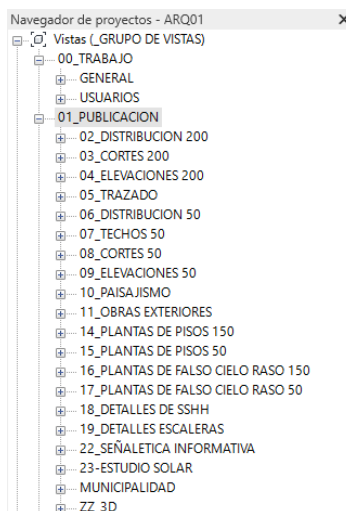 Navegador de proyectos - ARQ01
Vistas (_GRUPO DE VISTAS)
00_TRABAJO
GENERAL
USUARIOS
01_PUBLICACION
02_DISTRIBUCION 200
03_CORTES 200
04_ELEVACIONES 200
05_TRAZADO
06_DISTRIBUCION 50
07_TECHOS 50
08_CORTES 50
09_ELEVACIONES 50
10_PAISAJISMO
11_OBRAS EXTERIORES
14_PLANTAS DE PISOS 150
15_PLANTAS DE PISOS 50
16_PLANTAS DE FALSO CIELO RASO 150
17_PLANTAS DE FALSO CIELO RASO 50
18_DETALLES DE SSHH
19_DETALLES ESCALERAS
22_SEÑALETICA INFORMATIVA
23-ESTUDIO SOLAR
MUNICIPALIDAD
ZZ_3D